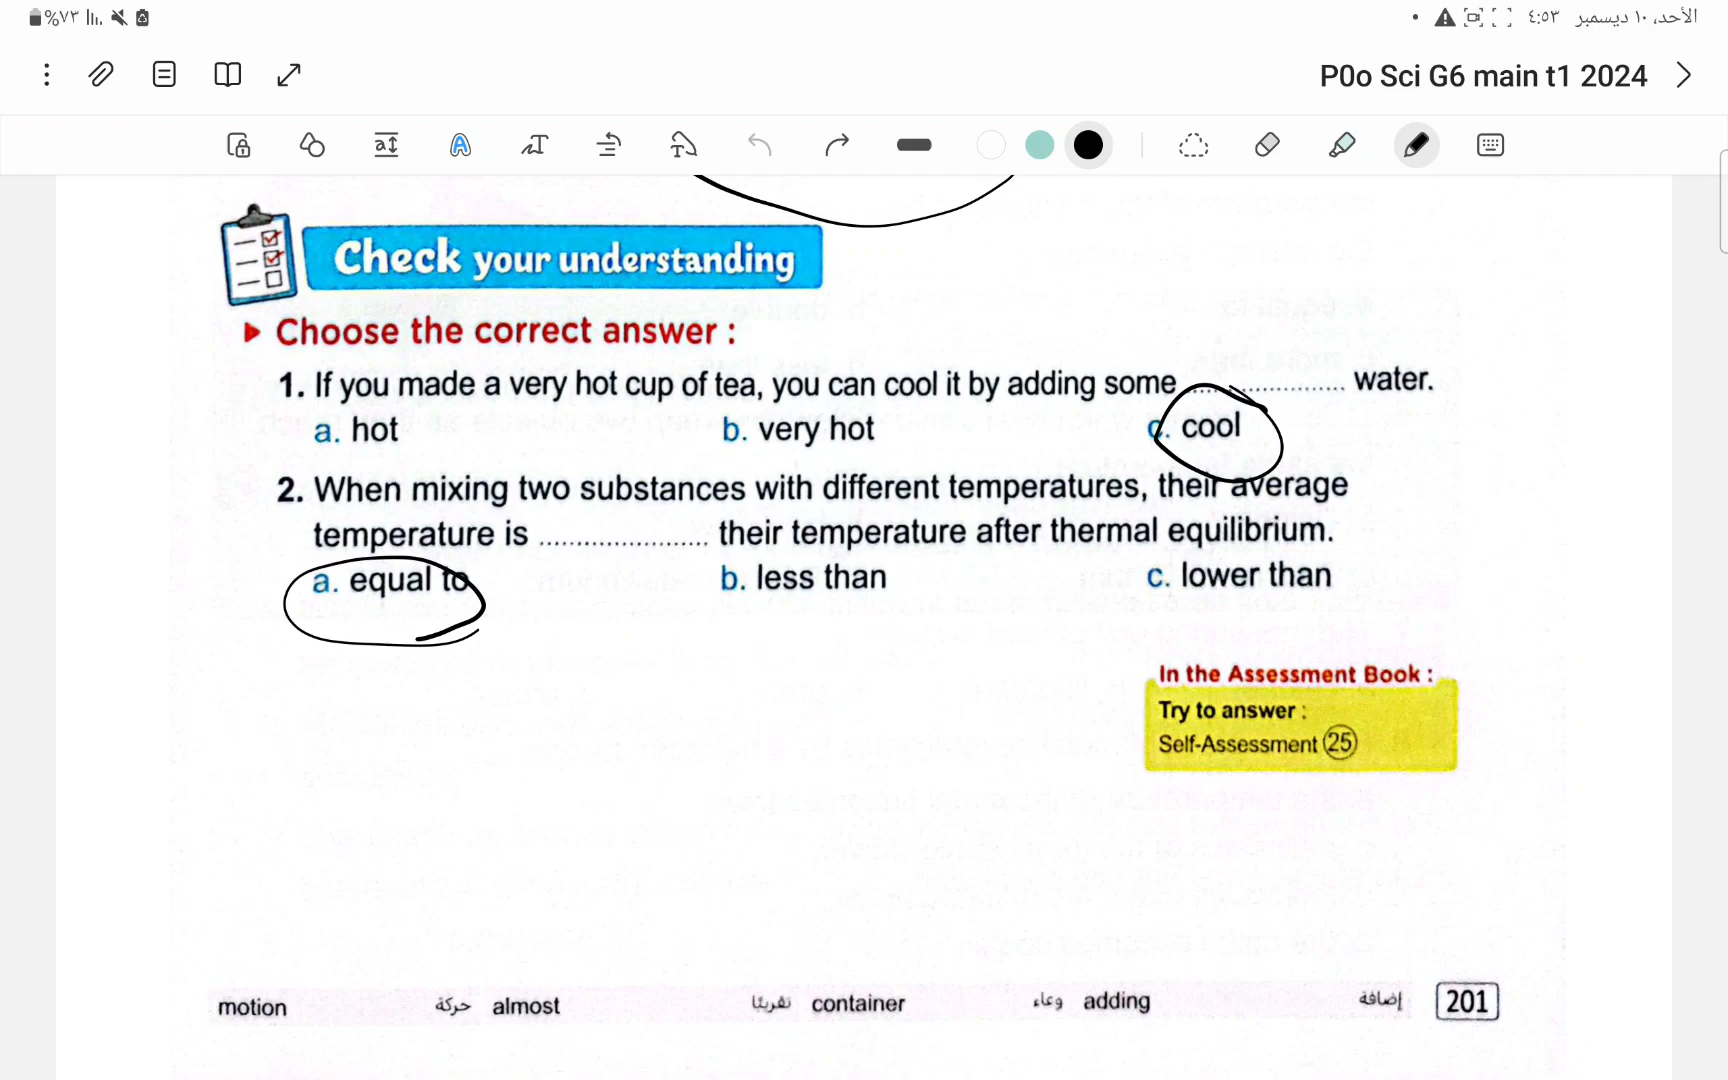 %٧٣
الأحد، ١٠ ديسمبر ٤:٥٣
P0o Sci G6 main t1 2024
Check your understanding
Choose the correct answer :
1. If you made a very hot cup of tea, you can cool it by adding some ........................ water.
a. hot b. very hot c. cool
2. When mixing two substances with different temperatures, their average
temperature is ........................ their temperature after thermal equilibrium.
a. equal to b. less than c. lower than
In the Assessment Book :
Try to answer :
Self-Assessment 25
motion حركة almost تقريبًا container وعاء adding إضافة 201